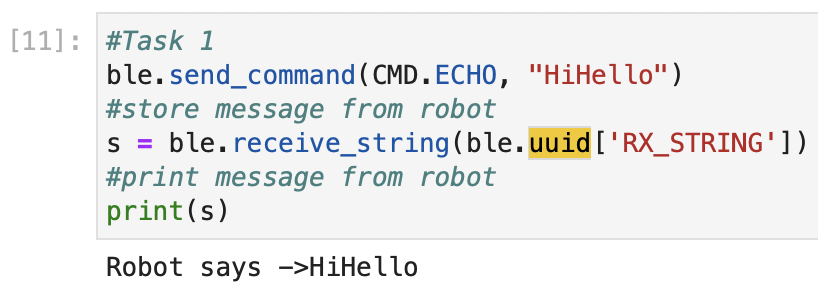 [11]: #Task 1
ble.send_command(CMD.ECHO, "HiHello")
#store message from robot
s = ble.receive_string(ble.uuid['RX_STRING'])
#print message from robot
print(s)
Robot says ->HiHello